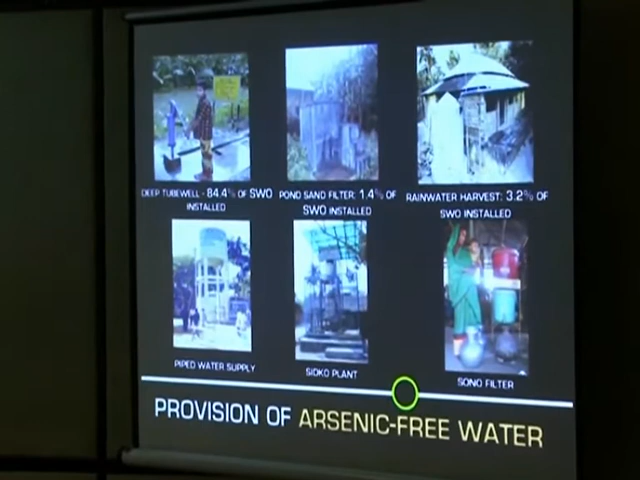 DEEP TUBEWELL - 84.4% OF SWO
INSTALLED
POND SAND FILTER: 1.4% OF
SWO INSTALLED
RAINWATER HARVEST: 3.2% OF
SWO INSTALLED
PIPED WATER SUPPLY
SIDKO PLANT
SONO FILTER
PROVISION OF ARSENIC-FREE WATER